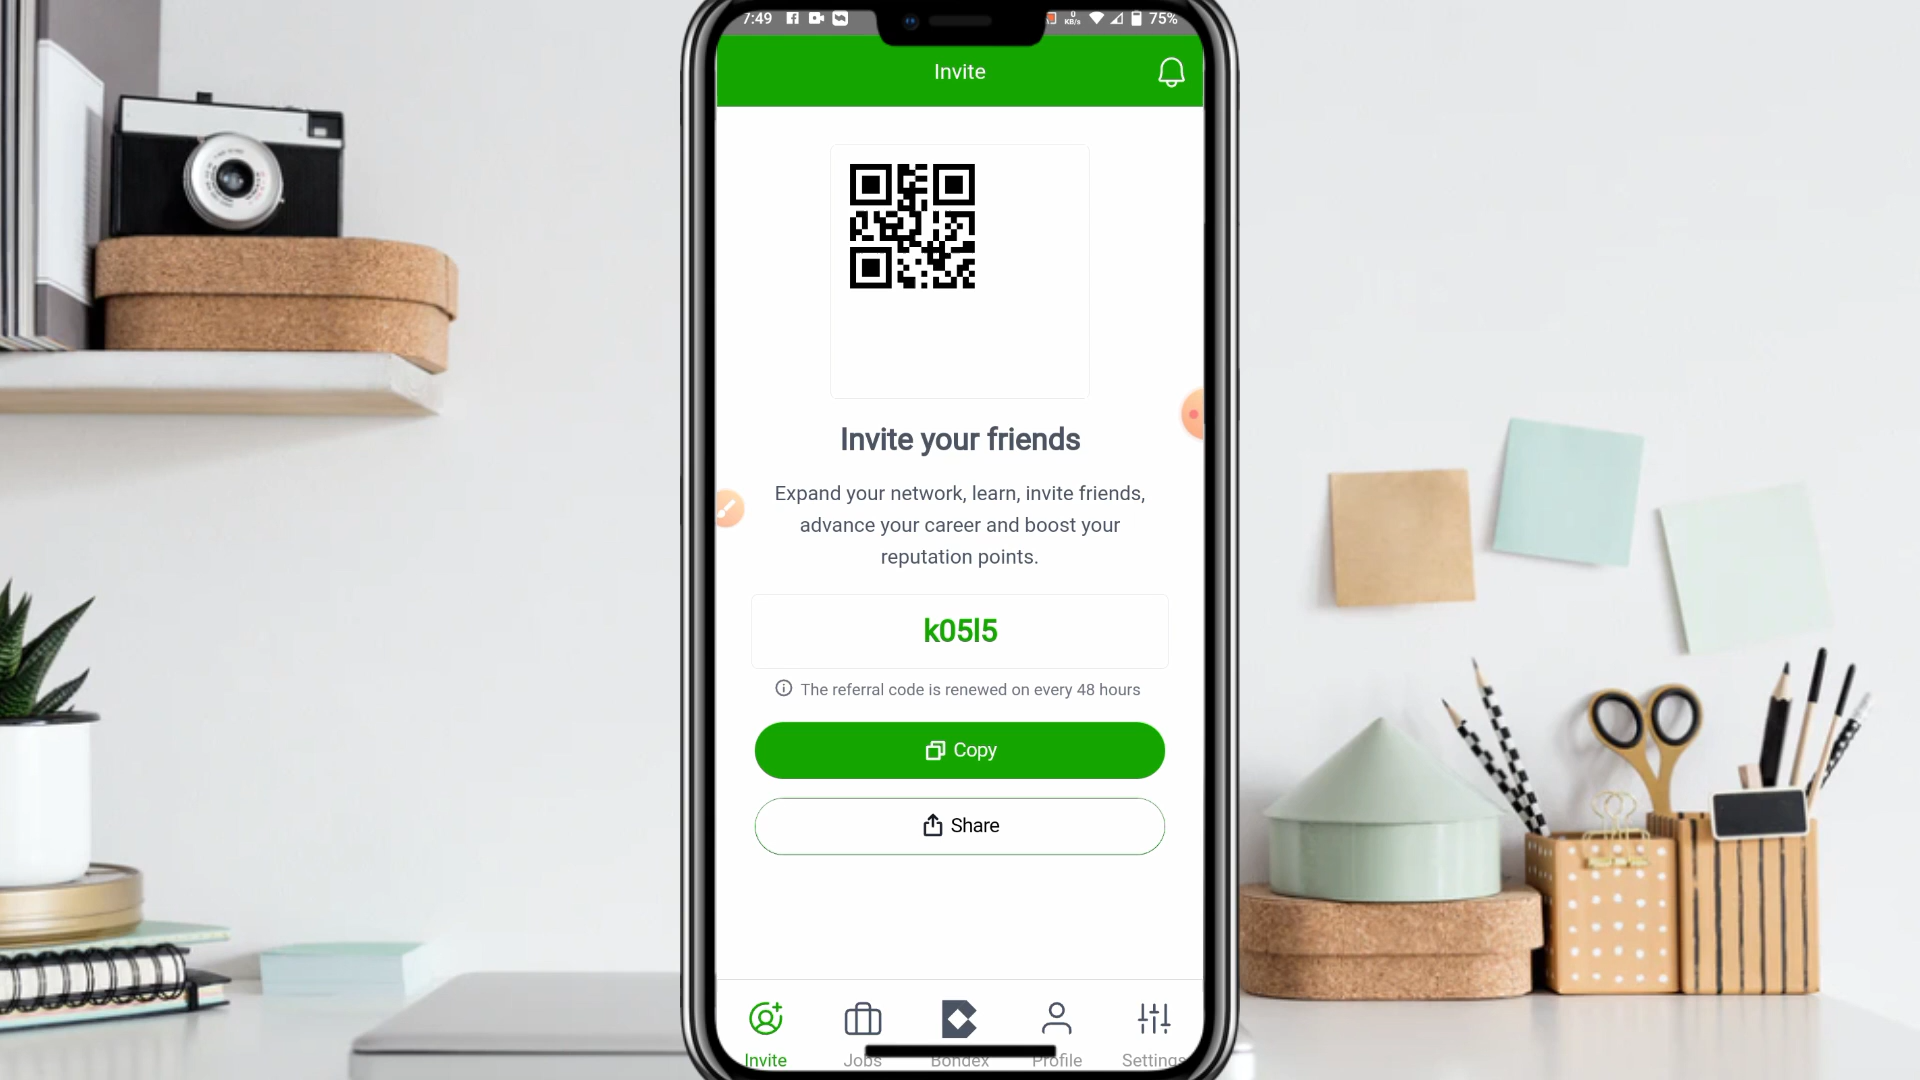 7:49
0
KB/s
75%
Invite
Invite your friends
Expand your network, learn, invite friends,
advance your career and boost your
reputation points.
k05l5
The referral code is renewed on every 48 hours
Copy
Share
Invite
Jobs
Bondex
Profile
Settings